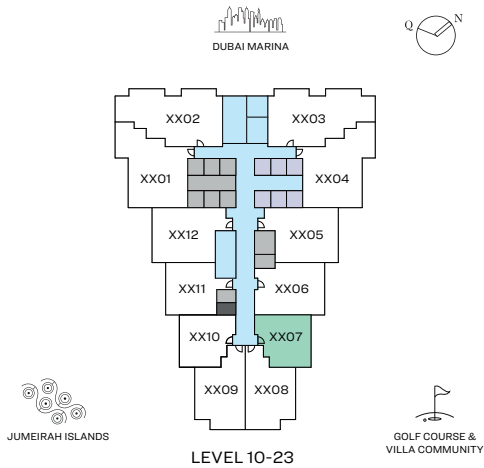 Q N
DUBAI MARINA
XX02 XX03
XX01 XX04
XX12 XX05
XX11 XX06
XX10 XX07
XX09 XX08
JUMEIRAH ISLANDS
GOLF COURSE &
VILLA COMMUNITY
LEVEL 10-23